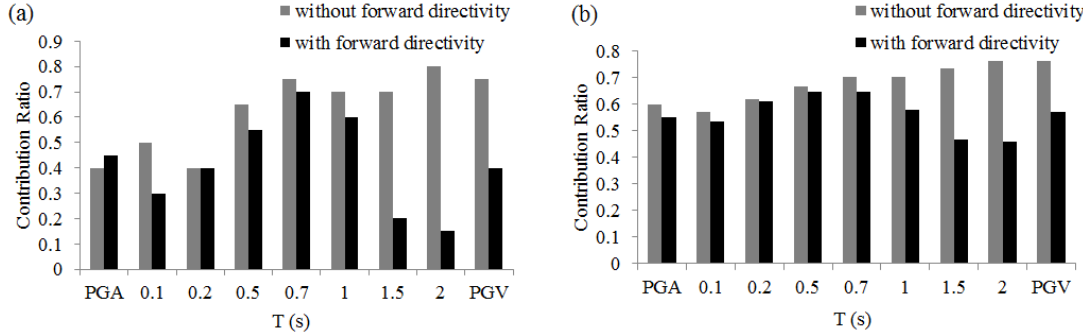 (a)
without forward directivity
with forward directivity
Contribution Ratio
0.9
0.8
0.7
0.6
0.5
0.4
0.3
0.2
0.1
0
PGA 0.1 0.2 0.5 0.7 1 1.5 2 PGV
T (s)
(b)
without forward directivity
with forward directivity
Contribution Ratio
0.8
0.7
0.6
0.5
0.4
0.3
0.2
0.1
0
PGA 0.1 0.2 0.5 0.7 1 1.5 2 PGV
T (s)